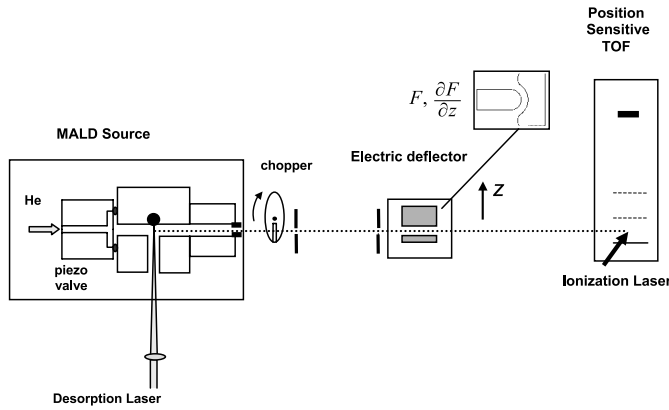 Position
Sensitive
TOF
F, ∂F/∂z
MALD Source
chopper
Electric deflector
He
Z
piezo
valve
Ionization Laser
Desorption Laser